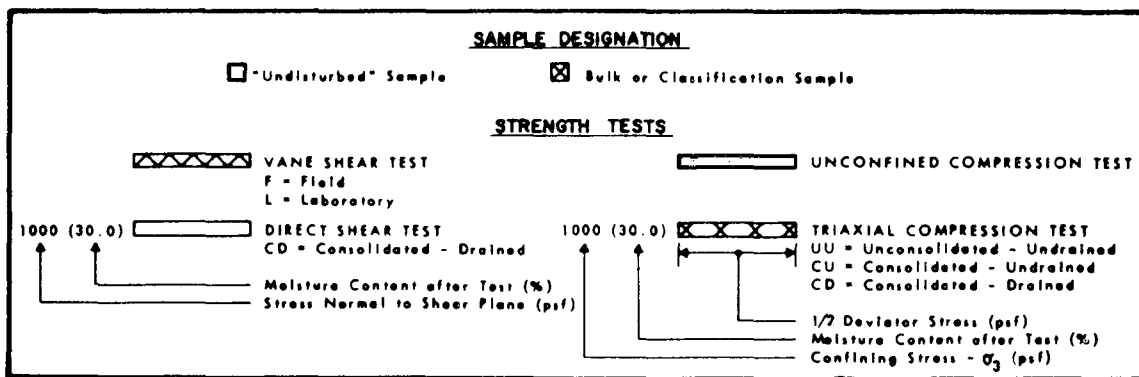 SAMPLE DESIGNATION
"Undisturbed" Sample
Bulk or Classification Sample
STRENGTH TESTS
VANE SHEAR TEST
F = Field
L = Laboratory
UNCONFINED COMPRESSION TEST
1000 (30.0)
DIRECT SHEAR TEST
CD = Consolidated - Drained
Moisture Content after Test (%)
Stress Normal to Shear Plane (psf)
1000 (30.0)
TRIAXIAL COMPRESSION TEST
UU = Unconsolidated - Undrained
CU = Consolidated - Undrained
CD = Consolidated - Drained
1/2 Deviator Stress (psf)
Moisture Content after Test (%)
Confining Stress - σ3 (psf)